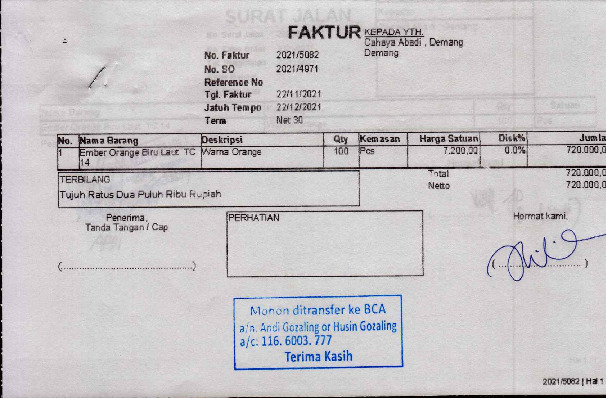 SURAT JALAN
FAKTUR
KEPADA YTH.
Cahaya Abadi , Demang
Demang
No. Faktur 2021/5082
No. SO 2021/4971
Reference No
Tgl. Faktur 22/11/2021
Jatuh Tempo 22/12/2021
Term Net 30
No. Nama Barang Deskripsi Qty Kemasan Harga Satuan Disk% Jumla
1 Ember Orange Biru Laut TC Warna Orange 100 Pcs 7.200,00 0.0% 720.000,0
14
TERBILANG
Total 720.000,0
Netto 720.000,0
Tujuh Ratus Dua Puluh Ribu Rupiah
Penerima,
Tanda Tangan / Cap
PERHATIAN
Hormat kami,
(..............................)
(..............................)
Mohon ditransfer ke BCA
a/n. Andi Gozaling or Husin Gozaling
a/c. 116. 6003. 777
Terima Kasih
2021/5082 | Hal 1